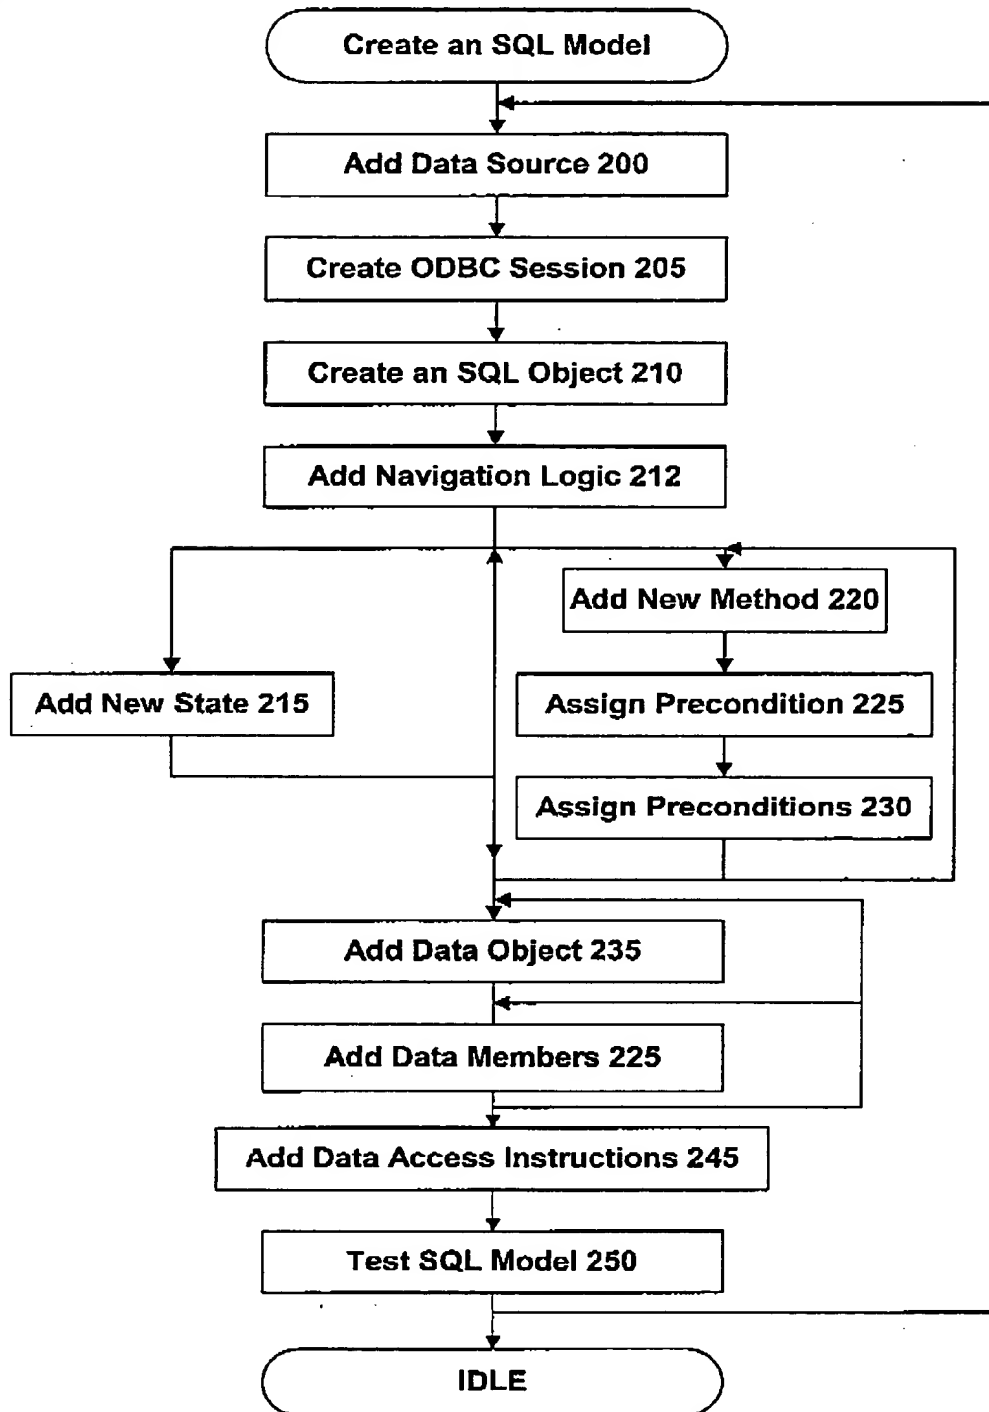 Create an SQL Model
Add Data Source 200
Create ODBC Session 205
Create an SQL Object 210
Add Navigation Logic 212
Add New Method 220
Add New State 215
Assign Precondition 225
Assign Preconditions 230
Add Data Object 235
Add Data Members 225
Add Data Access Instructions 245
Test SQL Model 250
IDLE